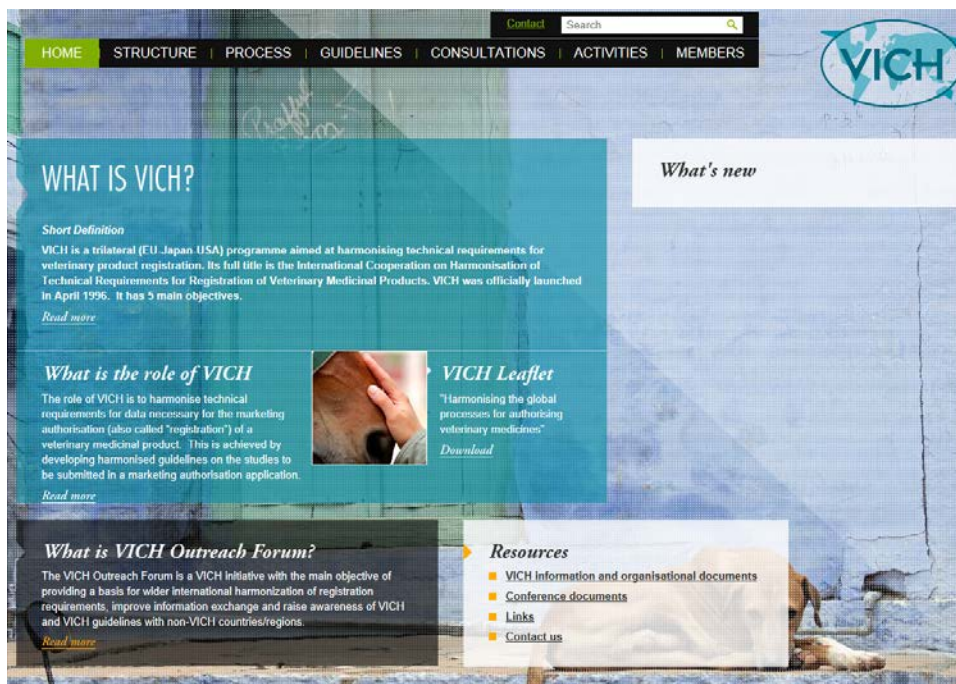 Contact
Search
HOME STRUCTURE PROCESS GUIDELINES CONSULTATIONS ACTIVITIES MEMBERS
VICH
WHAT IS VICH?
What's new
Short Definition
VICH is a trilateral (EU-Japan-USA) programme aimed at harmonising technical requirements for
veterinary product registration. Its full title is the International Cooperation on Harmonisation of
Technical Requirements for Registration of Veterinary Medicinal Products. VICH was officially launched
in April 1996. It has 5 main objectives.
Read more
What is the role of VICH
The role of VICH is to harmonise technical
requirements for data necessary for the marketing
authorisation (also called "registration") of a
veterinary medicinal product. This is achieved by
developing harmonised guidelines on the studies to
be submitted in a marketing authorisation application.
Read more
VICH Leaflet
"Harmonising the global
processes for authorising
veterinary medicines"
Download
What is VICH Outreach Forum?
The VICH Outreach Forum is a VICH initiative with the main objective of
providing a basis for wider international harmonization of registration
requirements, improve information exchange and raise awareness of VICH
and VICH guidelines with non-VICH countries/regions.
Read more
Resources
VICH information and organisational documents
Conference documents
Links
Contact us